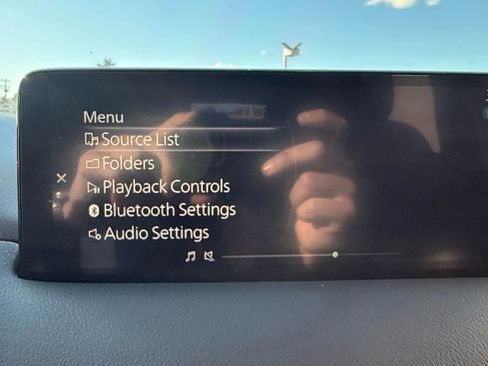 Menu
Source List
Folders
Playback Controls
Bluetooth Settings
Audio Settings